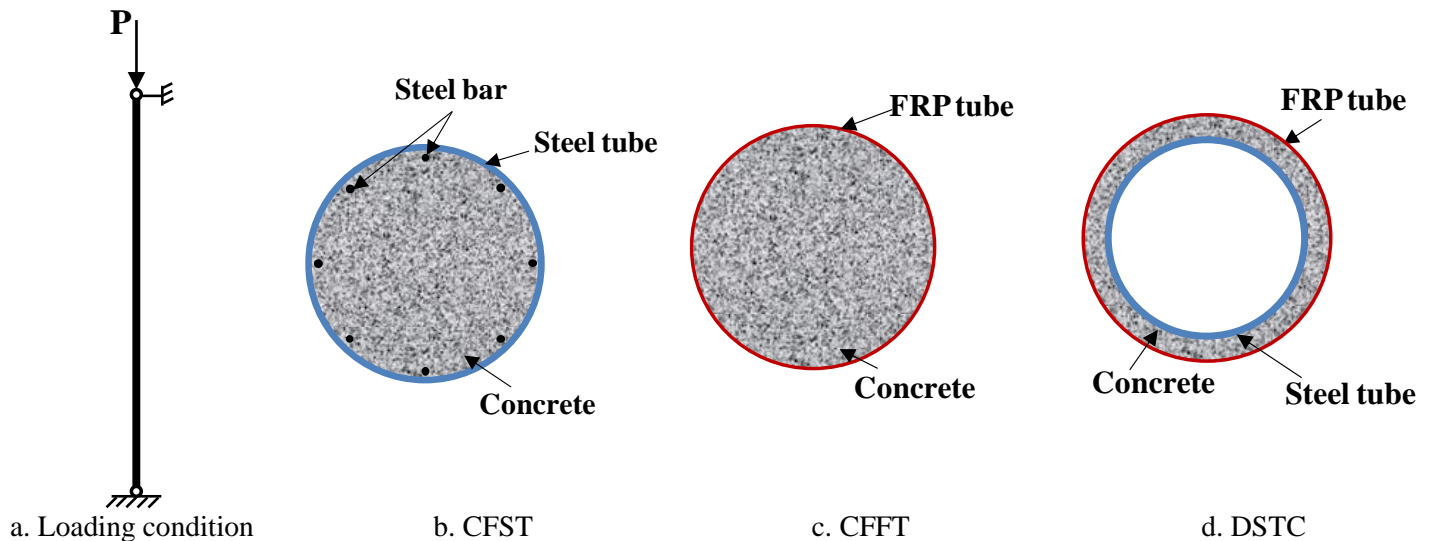 P
Steel bar
Steel tube
Concrete
FRP tube
Concrete
FRP tube
Concrete
Steel tube
a. Loading condition
b. CFST
c. CFFT
d. DSTC